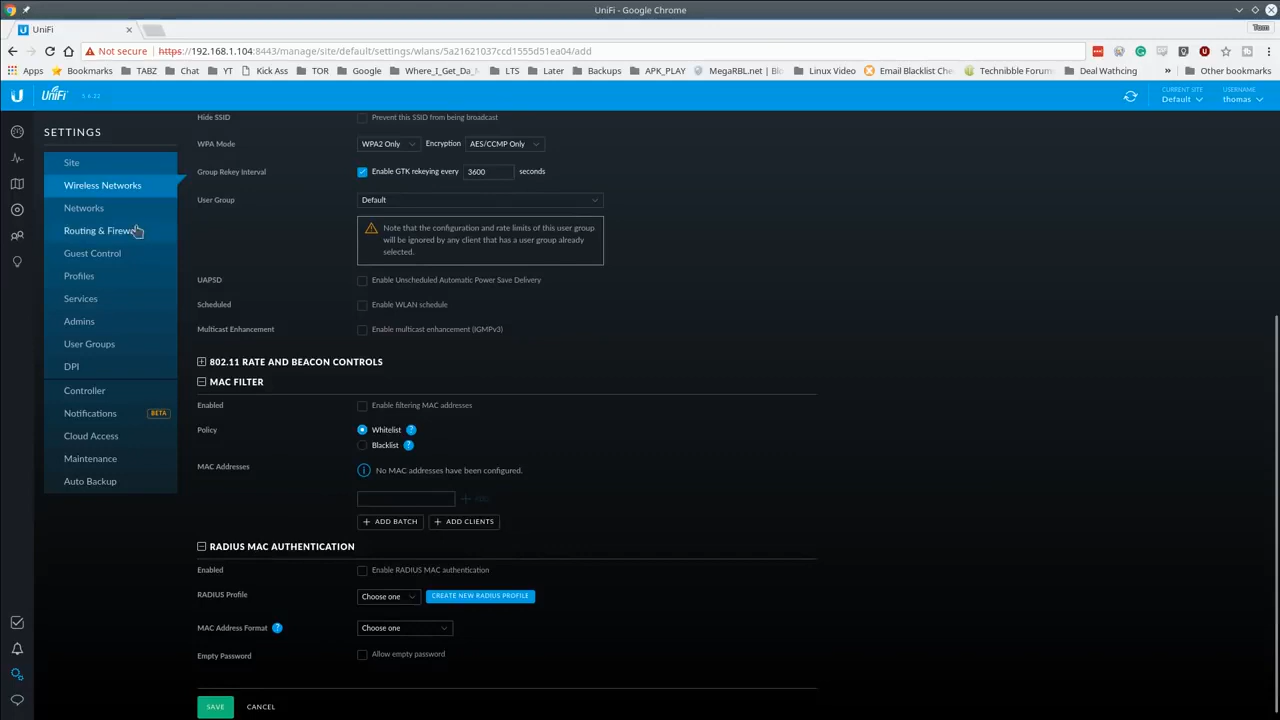 UniFi - Google Chrome
UniFi
Tom
Not secure https://192.168.1.104:8443/manage/site/default/settings/wlans/5a21621037ccd1555d51ea04/add
Apps Bookmarks TABZ Chat YT Kick Ass TOR Google Where_I_Get_Da_ LTS Later Backups APK_PLAY MegaRBL.net | Bl Linux Video Email Blacklist Che Technibble Forum Deal Wathcing » Other bookmarks
U UniFi 5.6.22
CURRENT SITE
Default
USERNAME
thomas
SETTINGS
Site
Wireless Networks
Networks
Routing & Firewa
Guest Control
Profiles
Services
Admins
User Groups
DPI
Controller
Notifications BETA
Cloud Access
Maintenance
Auto Backup
Hide SSID Prevent this SSID from being broadcast
WPA Mode WPA2 Only Encryption AES/CCMP Only
Group Rekey Interval Enable GTK rekeying every 3600 seconds
User Group Default
Note that the configuration and rate limits of this user group
will be ignored by any client that has a user group already
selected.
UAPSD Enable Unscheduled Automatic Power Save Delivery
Scheduled Enable WLAN schedule
Multicast Enhancement Enable multicast enhancement (IGMPv3)
802.11 RATE AND BEACON CONTROLS
MAC FILTER
Enabled Enable filtering MAC addresses
Policy Whitelist ?
Blacklist ?
MAC Addresses No MAC addresses have been configured.
+ ADD
+ ADD BATCH + ADD CLIENTS
RADIUS MAC AUTHENTICATION
Enabled Enable RADIUS MAC authentication
RADIUS Profile Choose one CREATE NEW RADIUS PROFILE
MAC Address Format ? Choose one
Empty Password Allow empty password
SAVE CANCEL